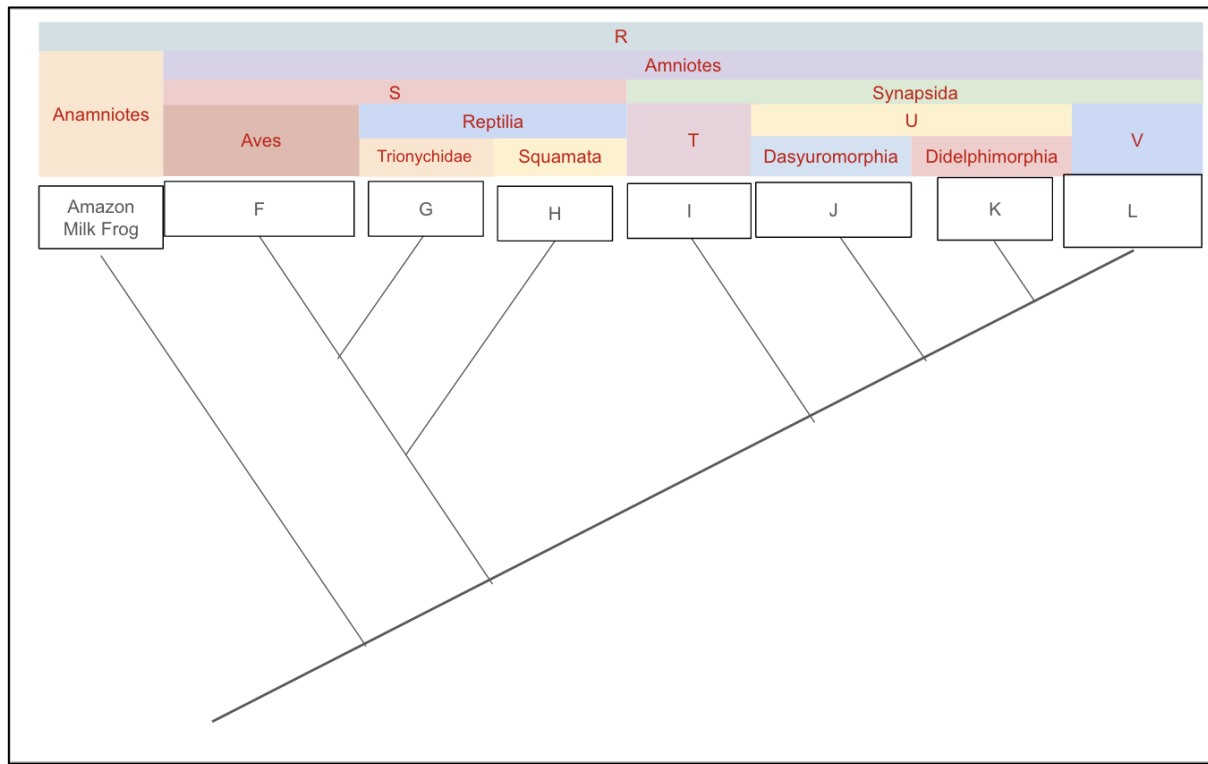 R
Amniotes
S
Synapsida
Anamniotes
Aves
Reptilia
T
U
V
Trionychidae
Squamata
Dasyuromorphia
Didelphimorphia
Amazon
Milk Frog
F
G
H
I
J
K
L